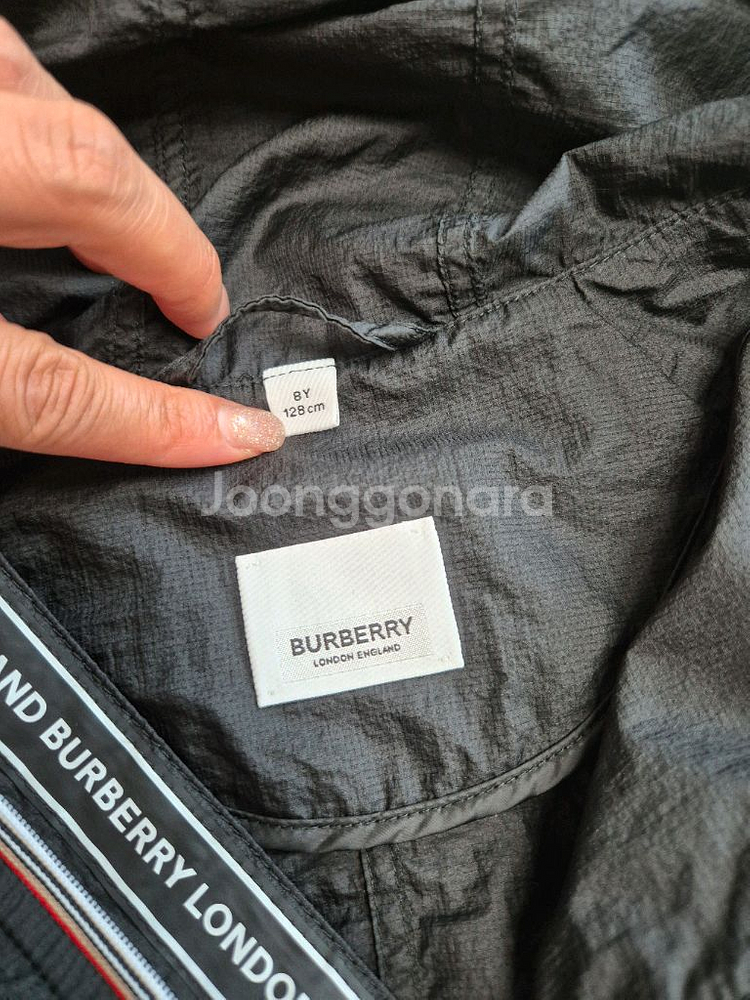 8Y
128cm
Joonggonara
BURBERRY
LONDON ENGLAND
AND BURBERRY LONDON